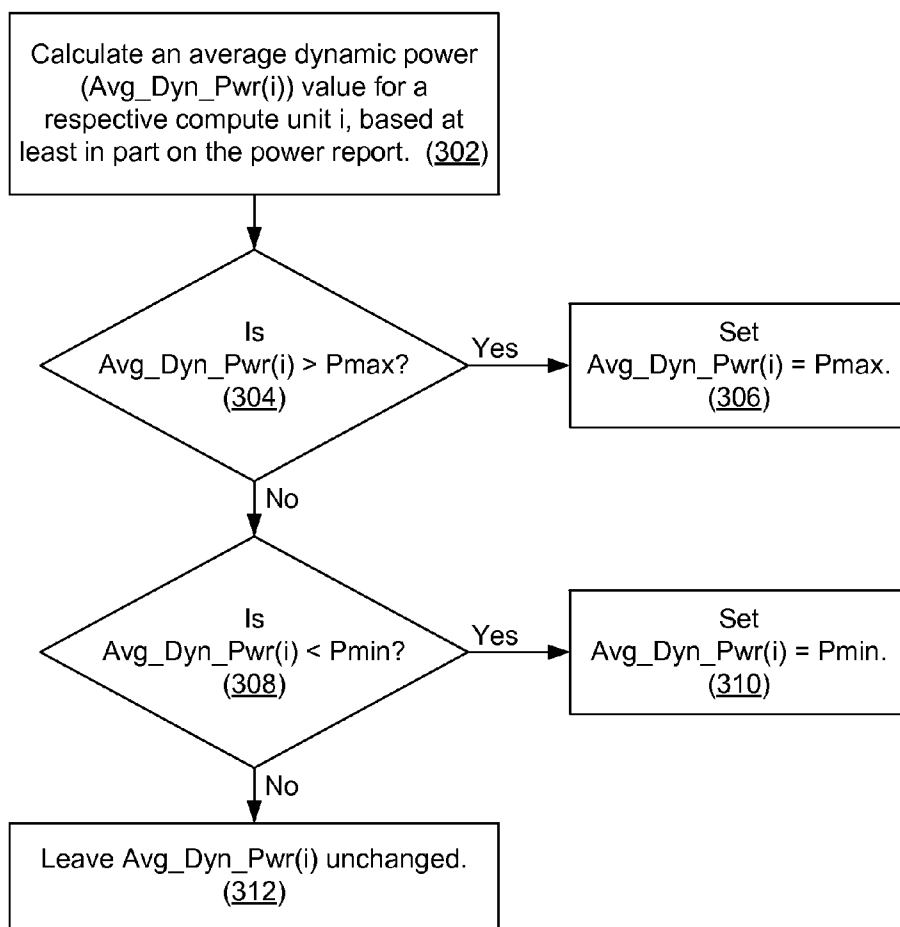 Calculate an average dynamic power
(Avg_Dyn_Pwr(i)) value for a
respective compute unit i, based at
least in part on the power report. (302)
Is
Avg_Dyn_Pwr(i) > Pmax?
(304)
Yes
Set
Avg_Dyn_Pwr(i) = Pmax.
(306)
No
Is
Avg_Dyn_Pwr(i) < Pmin?
(308)
Yes
Set
Avg_Dyn_Pwr(i) = Pmin.
(310)
No
Leave Avg_Dyn_Pwr(i) unchanged.
(312)